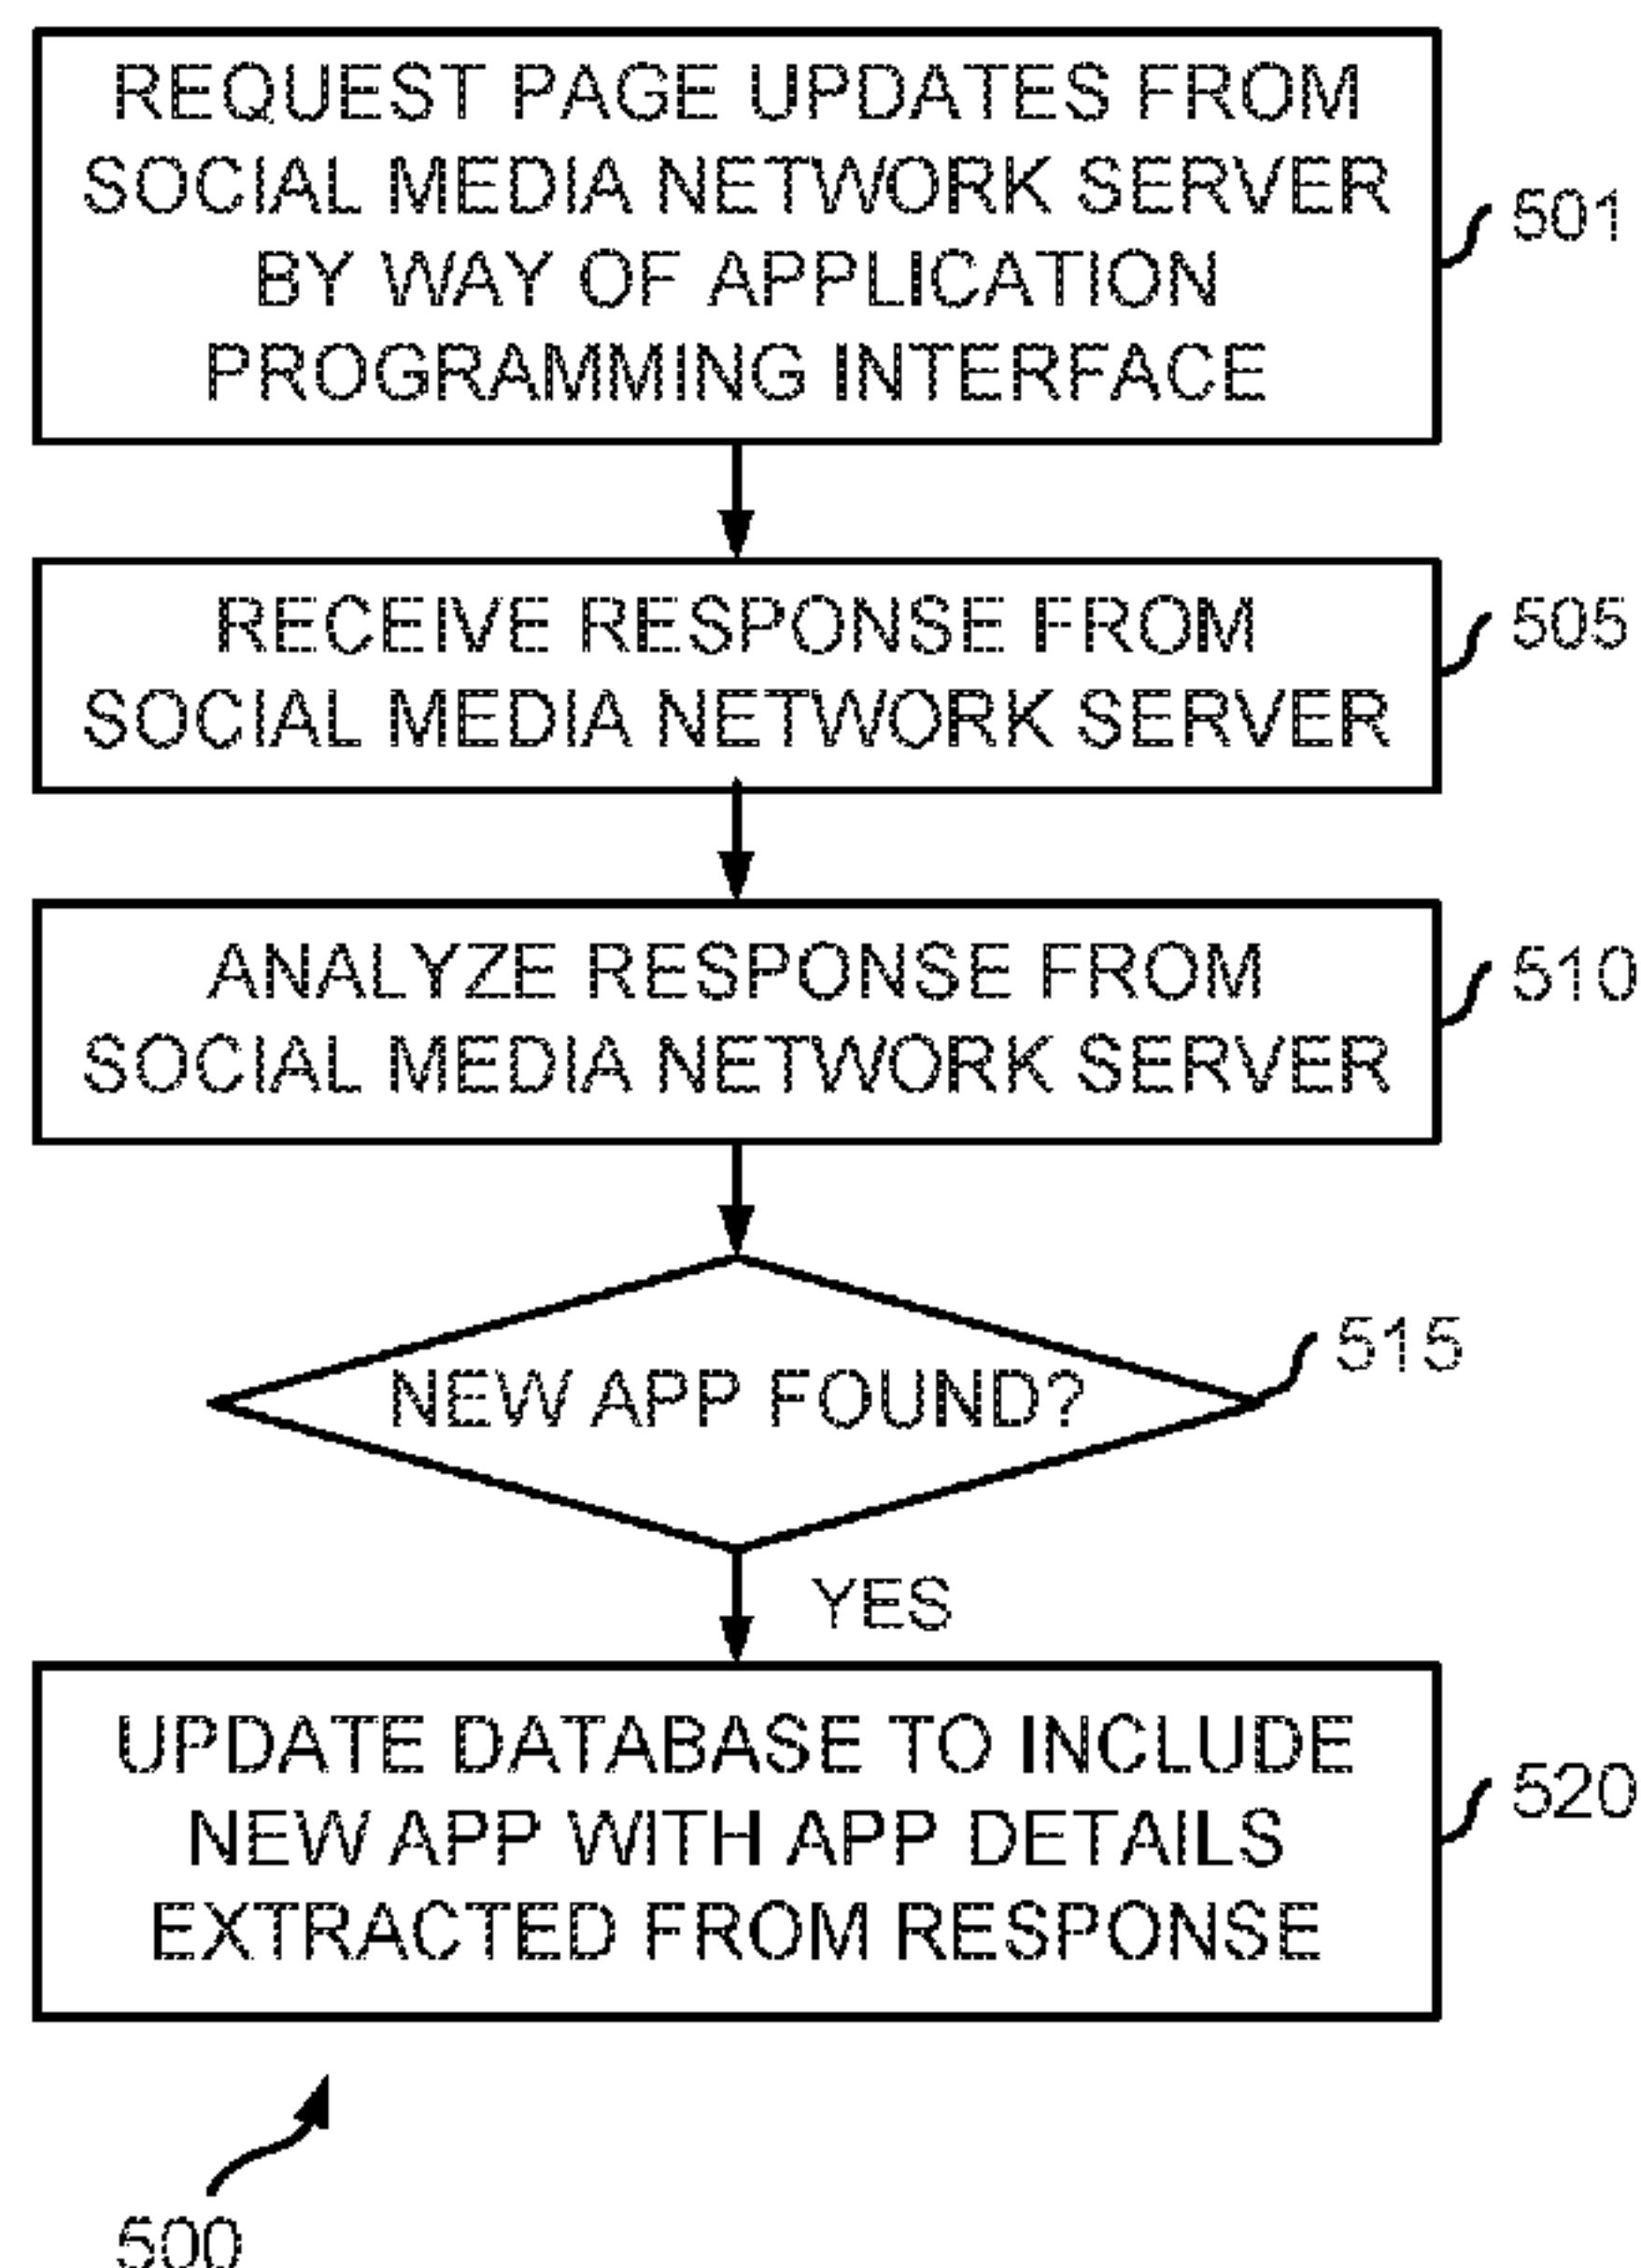 REQUEST PAGE UPDATES FROM
SOCIAL MEDIA NETWORK SERVER
BY WAY OF APPLICATION
PROGRAMMING INTERFACE
501
RECEIVE RESPONSE FROM
SOCIAL MEDIA NETWORK SERVER
505
ANALYZE RESPONSE FROM
SOCIAL MEDIA NETWORK SERVER
510
NEW APP FOUND?
515
YES
UPDATE DATABASE TO INCLUDE
NEW APP WITH APP DETAILS
EXTRACTED FROM RESPONSE
520
500